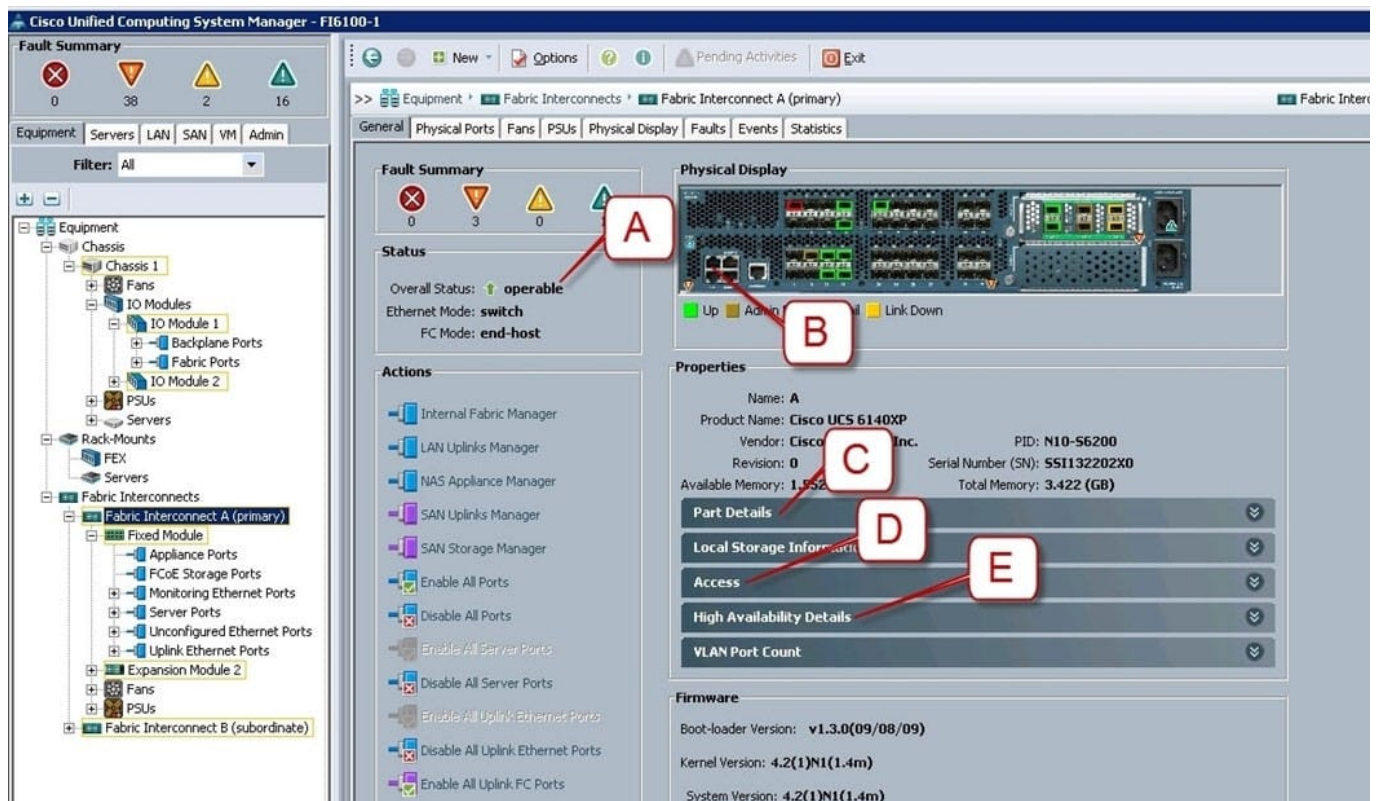 Cisco Unified Computing System Manager - FI6100-1
Fault Summary
0 38 2 16
Equipment Servers LAN SAN VM Admin
Filter: All
Equipment
Chassis
Chassis 1
Fans
IO Modules
IO Module 1
Backplane Ports
Fabric Ports
IO Module 2
PSUs
Servers
Rack-Mounts
FEX
Servers
Fabric Interconnects
Fabric Interconnect A (primary)
Fixed Module
Appliance Ports
FCoE Storage Ports
Monitoring Ethernet Ports
Server Ports
Unconfigured Ethernet Ports
Uplink Ethernet Ports
Expansion Module 2
Fans
PSUs
Fabric Interconnect B (subordinate)
New Options Pending Activities Exit
>> Equipment Fabric Interconnects Fabric Interconnect A (primary) Fabric Interc
General Physical Ports Fans PSUs Physical Display Faults Events Statistics
Fault Summary
0 3 0
A
Status
Overall Status: operable
Ethernet Mode: switch
FC Mode: end-host
Actions
Internal Fabric Manager
LAN Uplinks Manager
NAS Appliance Manager
SAN Uplinks Manager
SAN Storage Manager
Enable All Ports
Disable All Ports
Enable All Server Ports
Disable All Server Ports
Enable All Uplink Ethernet Ports
Disable All Uplink Ethernet Ports
Enable All Uplink FC Ports
Physical Display
Up Admin Link Down
B
Properties
Name: A
Product Name: Cisco UCS 6140XP
Vendor: Cisco Inc. PID: N10-S6200
Revision: 0 Serial Number (SN): SSI132202X0
Available Memory: Total Memory: 3.422 (GB)
C
Part Details
Local Storage
D
Access
E
High Availability Details
VLAN Port Count
Firmware
Boot-loader Version: v1.3.0(09/08/09)
Kernel Version: 4.2(1)N1(1.4m)
System Version: 4.2(1)N1(1.4m)